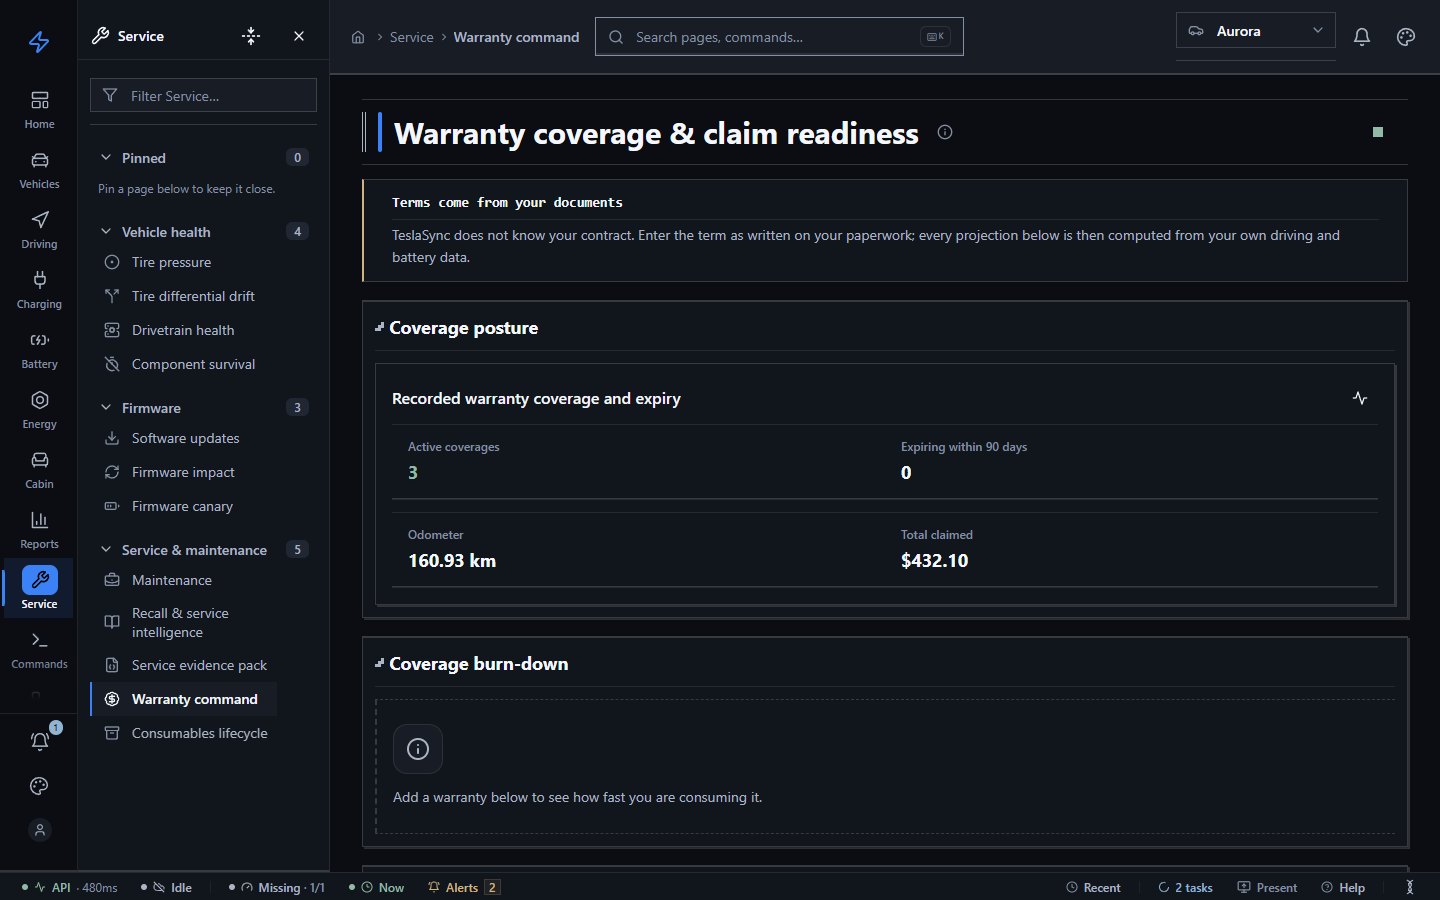 Home
Vehicles
Driving
Charging
Battery
Energy
Cabin
Reports
Service
Commands
1
Service
Filter Service...
Pinned 0
Pin a page below to keep it close.
Vehicle health 4
Tire pressure
Tire differential drift
Drivetrain health
Component survival
Firmware 3
Software updates
Firmware impact
Firmware canary
Service & maintenance 5
Maintenance
Recall & service
intelligence
Service evidence pack
Warranty command
Consumables lifecycle
Service Warranty command
Search pages, commands... K
Aurora
Warranty coverage & claim readiness
Terms come from your documents
TeslaSync does not know your contract. Enter the term as written on your paperwork; every projection below is then computed from your own driving and
battery data.
Coverage posture
Recorded warranty coverage and expiry
Active coverages
3
Expiring within 90 days
0
Odometer
160.93 km
Total claimed
$432.10
Coverage burn-down
Add a warranty below to see how fast you are consuming it.
API · 480ms Idle Missing · 1/1 Now Alerts 2 Recent 2 tasks Present Help